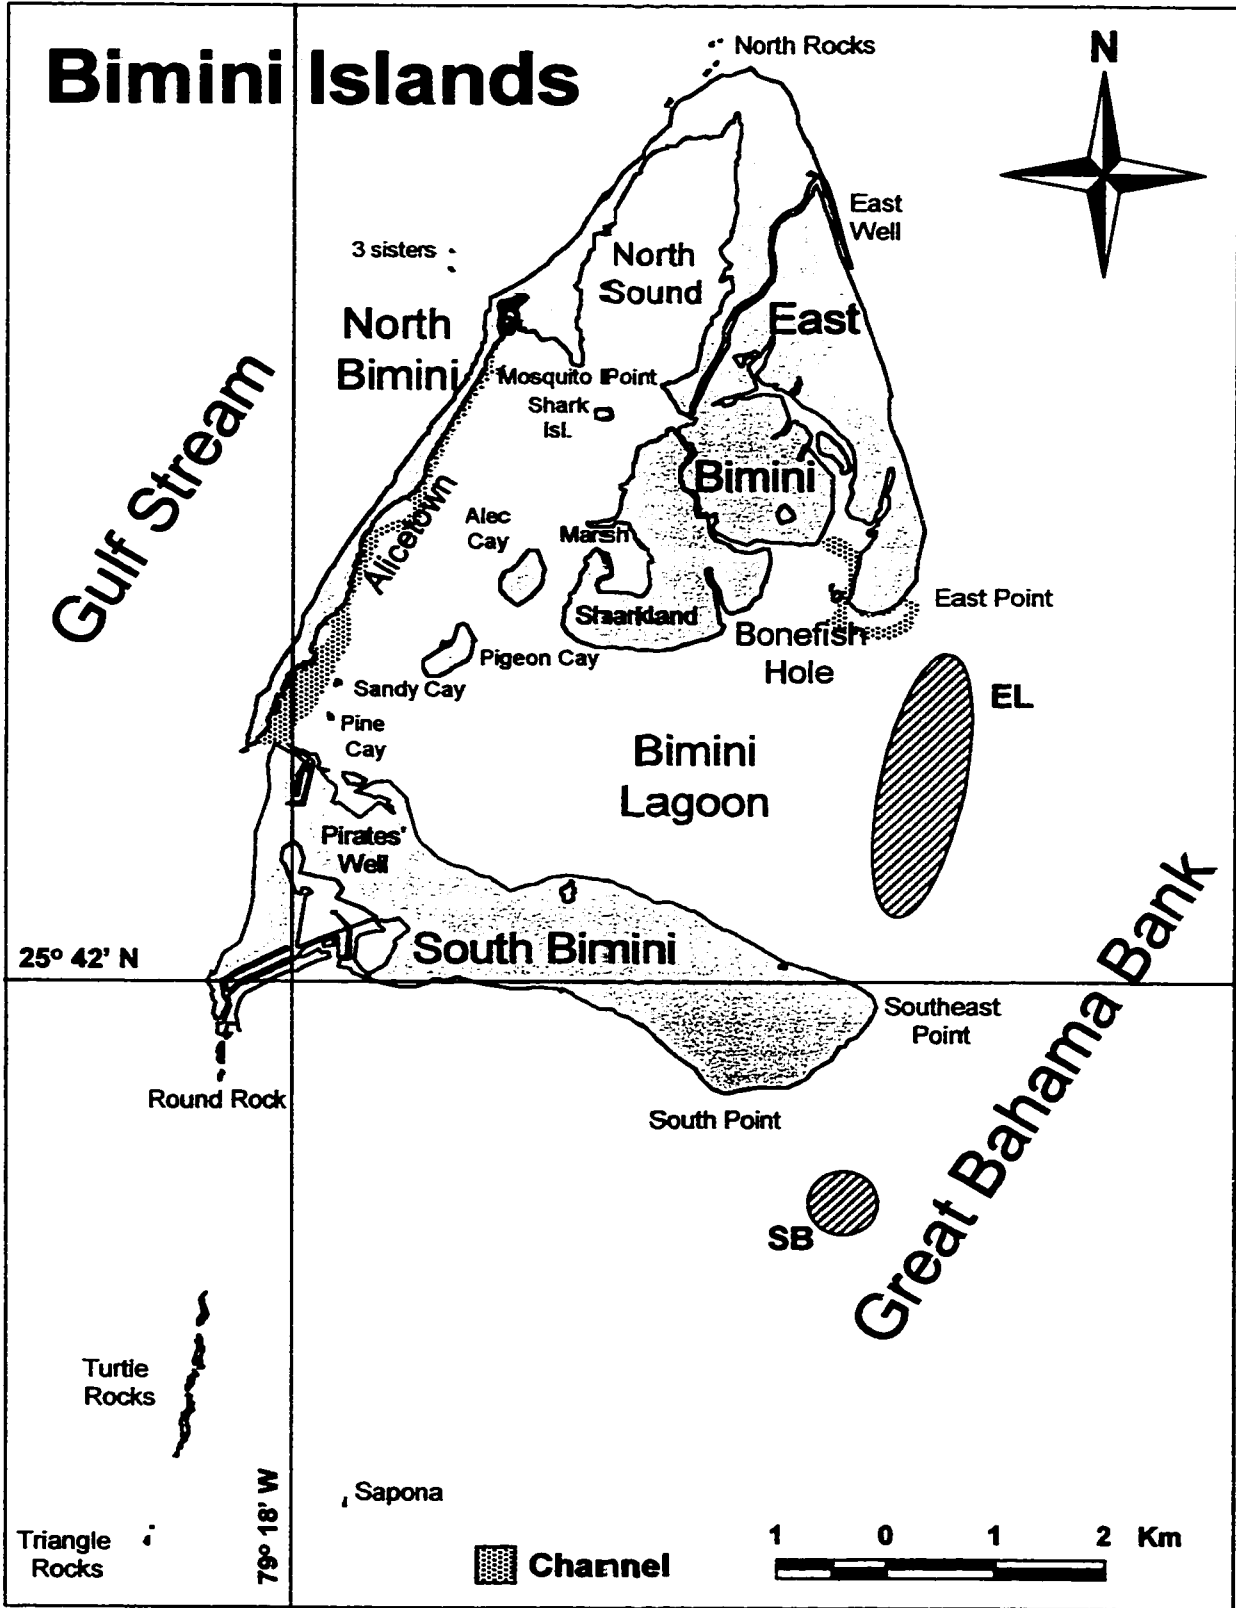 Bimini Islands
North Rocks
N
East
Well
3 sisters
North
Sound
North
Bimini
East
Mosquito Point
Shark
Isl.
Gulf Stream
Bimini
Alicetown
Alec
Cay
Marsh
Sharkland
East Point
Bonefish
Hole
Pigeon Cay
Sandy Cay
EL
Pine
Cay
Bimini
Lagoon
Pirates'
Well
25° 42' N
South Bimini
Great Bahama Bank
Southeast
Point
Round Rock
South Point
SB
Turtle
Rocks
79° 18' W
Sapona
Triangle
Rocks
Channel
1 0 1 2 Km